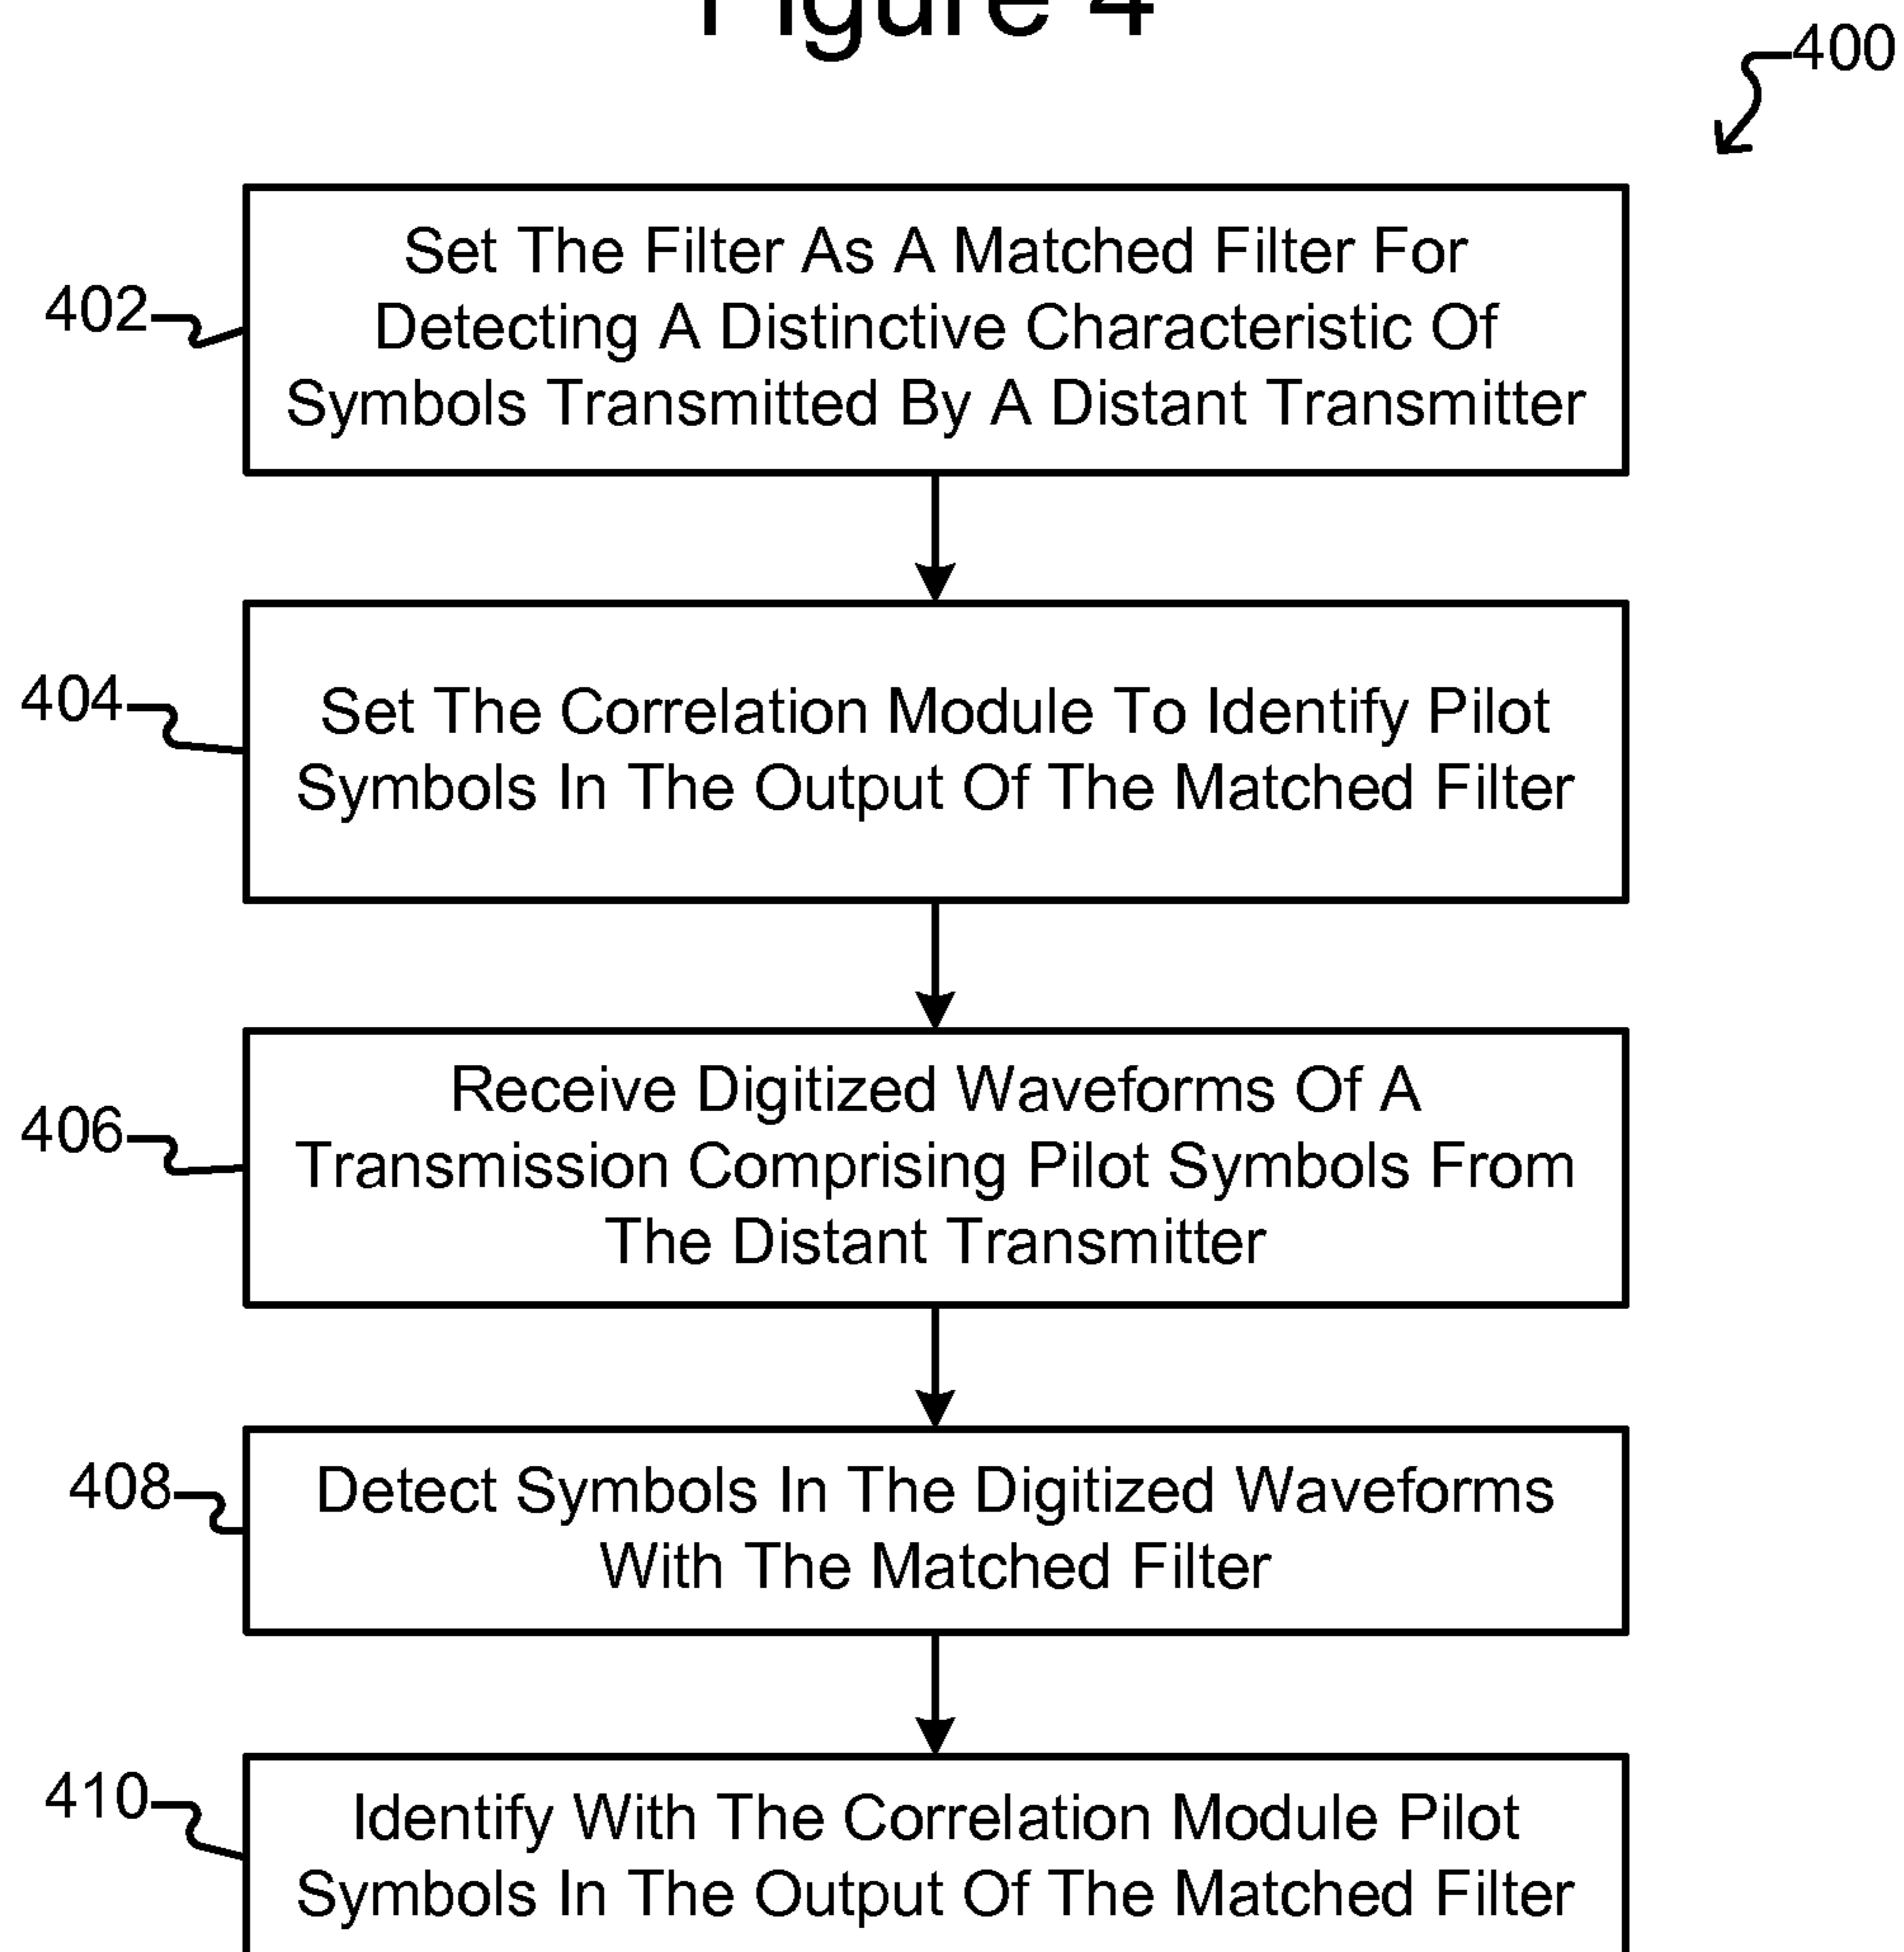 Figure 4
400
402
Set The Filter As A Matched Filter For
Detecting A Distinctive Characteristic Of
Symbols Transmitted By A Distant Transmitter
404
Set The Correlation Module To Identify Pilot
Symbols In The Output Of The Matched Filter
406
Receive Digitized Waveforms Of A
Transmission Comprising Pilot Symbols From
The Distant Transmitter
408
Detect Symbols In The Digitized Waveforms
With The Matched Filter
410
Identify With The Correlation Module Pilot
Symbols In The Output Of The Matched Filter